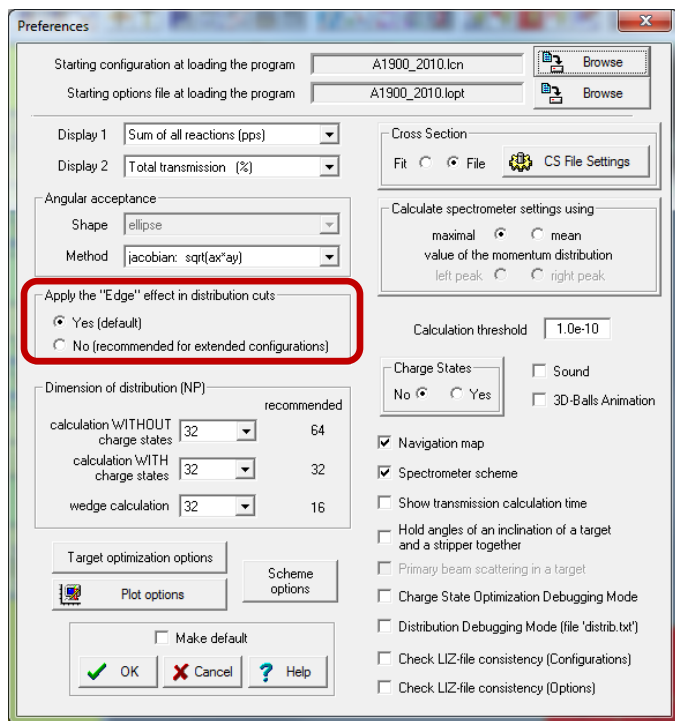 Preferences
x
Starting configuration at loading the program A1900_2010.lcn Browse
Starting options file at loading the program A1900_2010.lopt Browse
Display 1 Sum of all reactions (pps)
Display 2 Total transmission (%)
Cross Section
Fit File CS File Settings
Angular acceptance
Shape ellipse
Method jacobian: sqrt(ax*ay)
Calculate spectrometer settings using
maximal mean
value of the momentum distribution
left peak right peak
Apply the "Edge" effect in distribution cuts
Yes (default)
No (recommended for extended configurations)
Calculation threshold 1.0e-10
Charge States
No Yes
Sound
3D-Balls Animation
Dimension of distribution (NP)
recommended
calculation WITHOUT
charge states 32 64
calculation WITH
charge states 32 32
wedge calculation 32 16
Navigation map
Spectrometer scheme
Show transmission calculation time
Hold angles of an inclination of a target
and a stripper together
Primary beam scattering in a target
Charge State Optimization Debugging Mode
Distribution Debugging Mode (file 'distrib.txt')
Check LIZ-file consistency (Configurations)
Check LIZ-file consistency (Options)
Target optimization options
Plot options
Scheme
options
Make default
OK Cancel ? Help